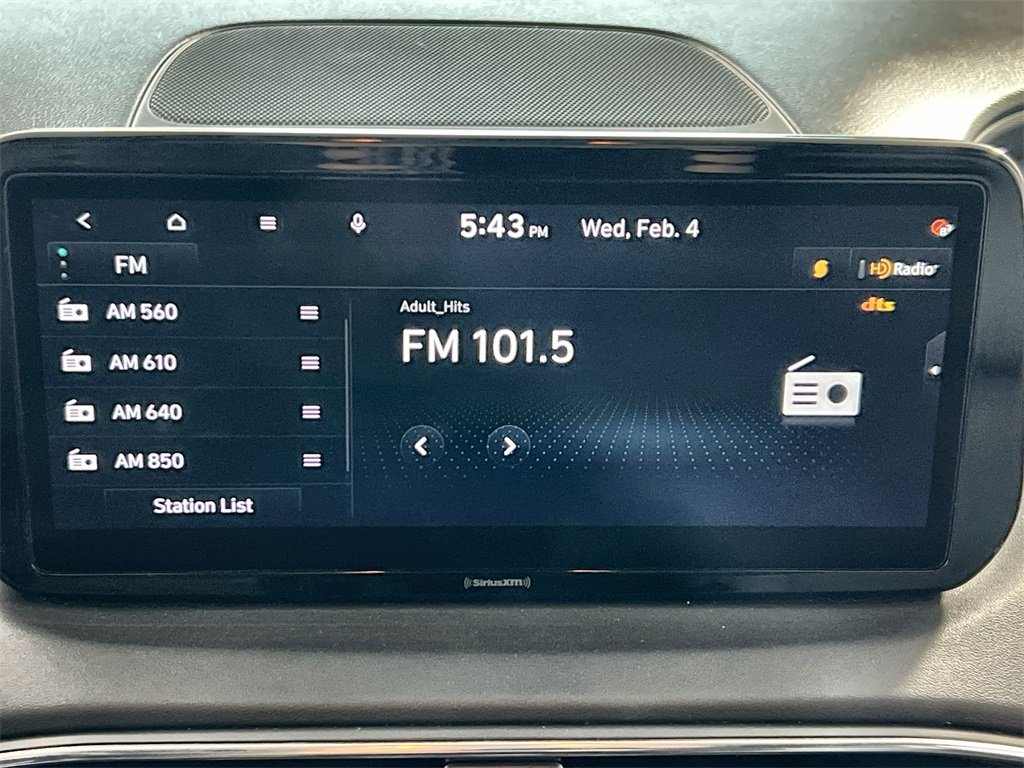 5:43 PM Wed, Feb. 4
FM
HD Radio
dts
AM 560
AM 610
AM 640
AM 850
Station List
Adult_Hits
FM 101.5
((SiriusXM))